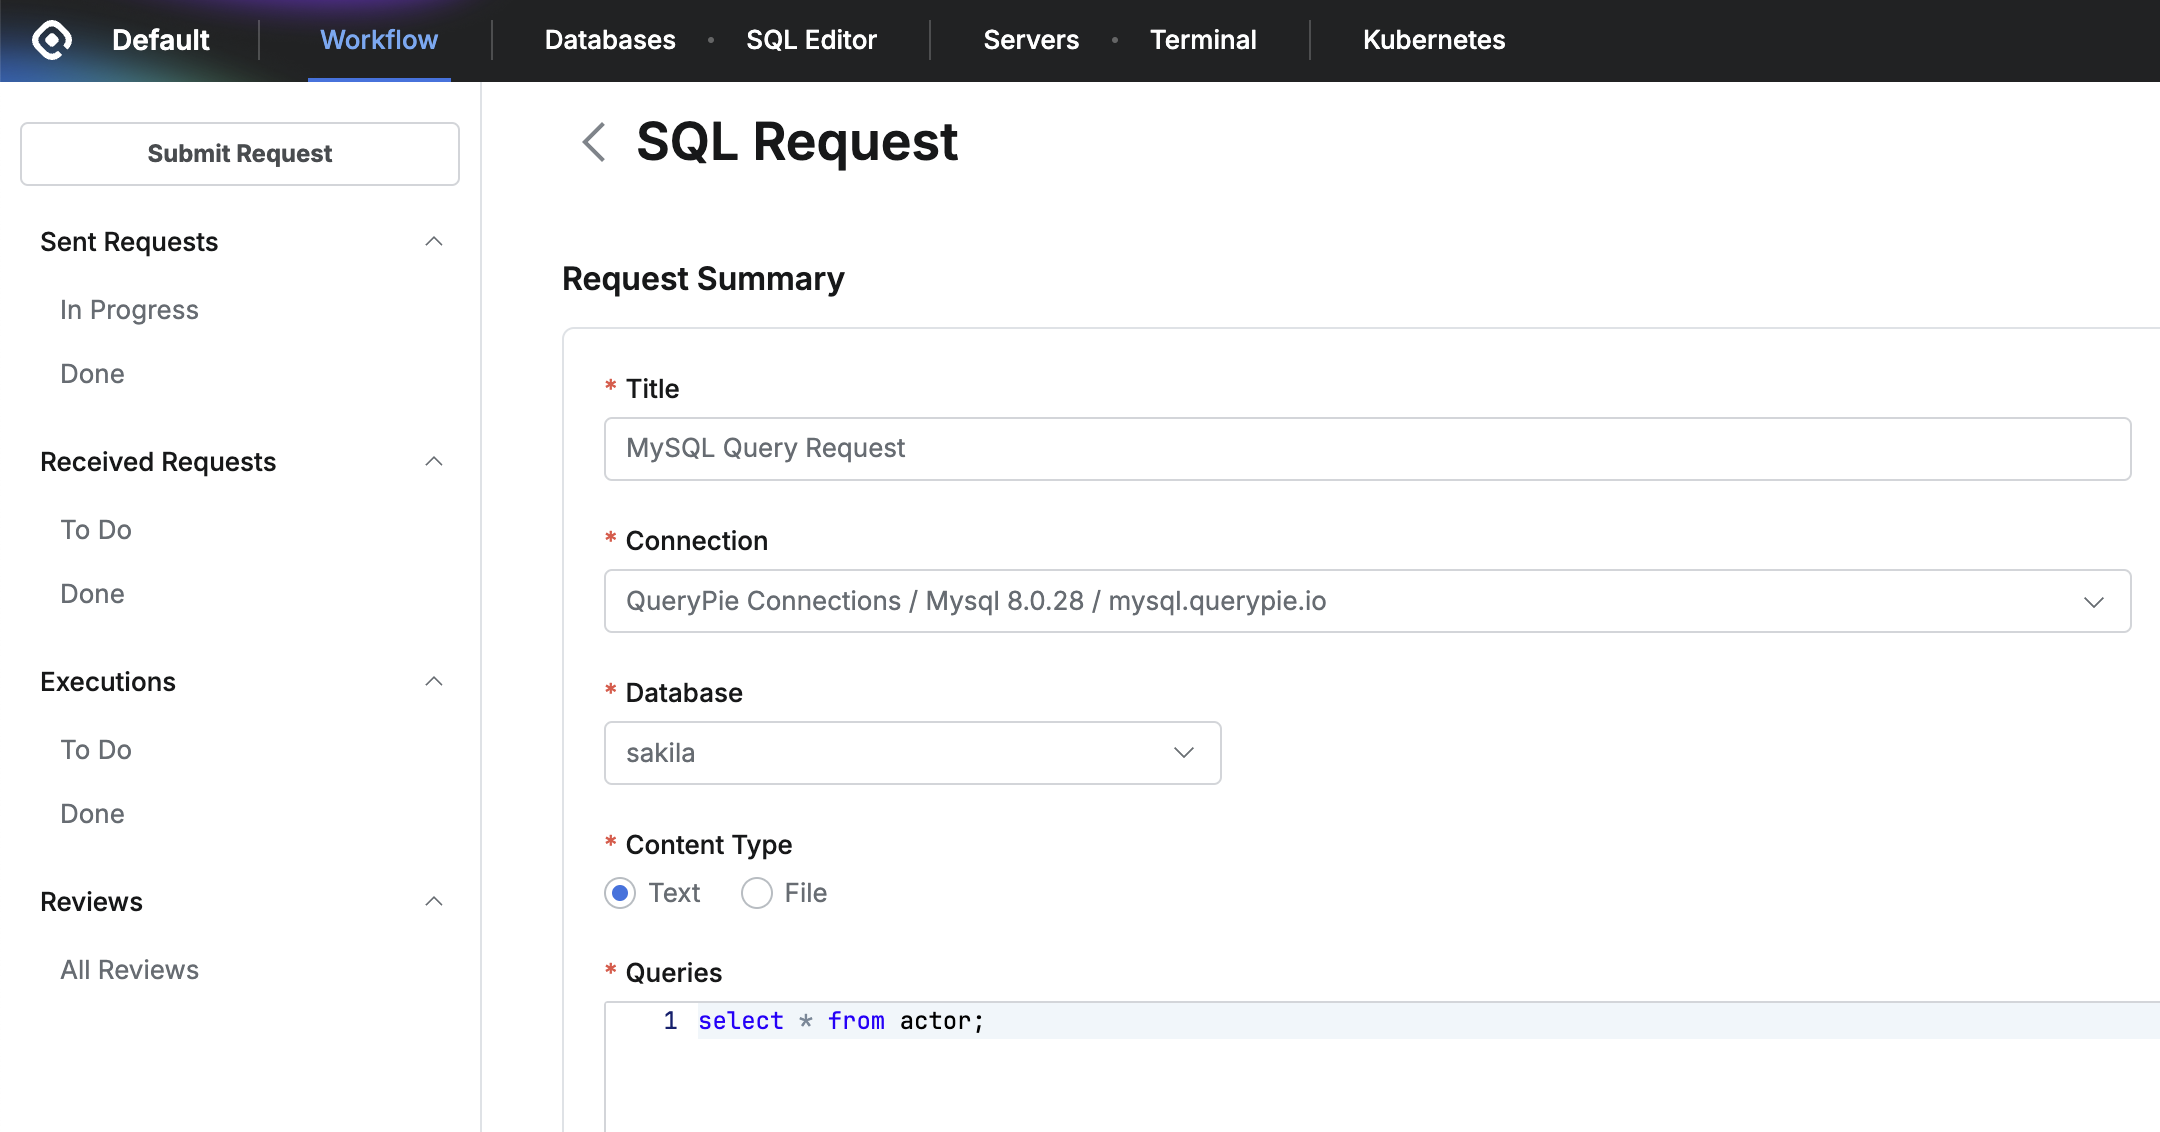 Default
Workflow
Databases • SQL Editor
Servers • Terminal
Kubernetes
Submit Request
Sent Requests
In Progress
Done
Received Requests
To Do
Done
Executions
To Do
Done
Reviews
All Reviews
SQL Request
Request Summary
* Title
MySQL Query Request
* Connection
QueryPie Connections / Mysql 8.0.28 / mysql.querypie.io
* Database
sakila
* Content Type
Text File
* Queries
1 select * from actor;